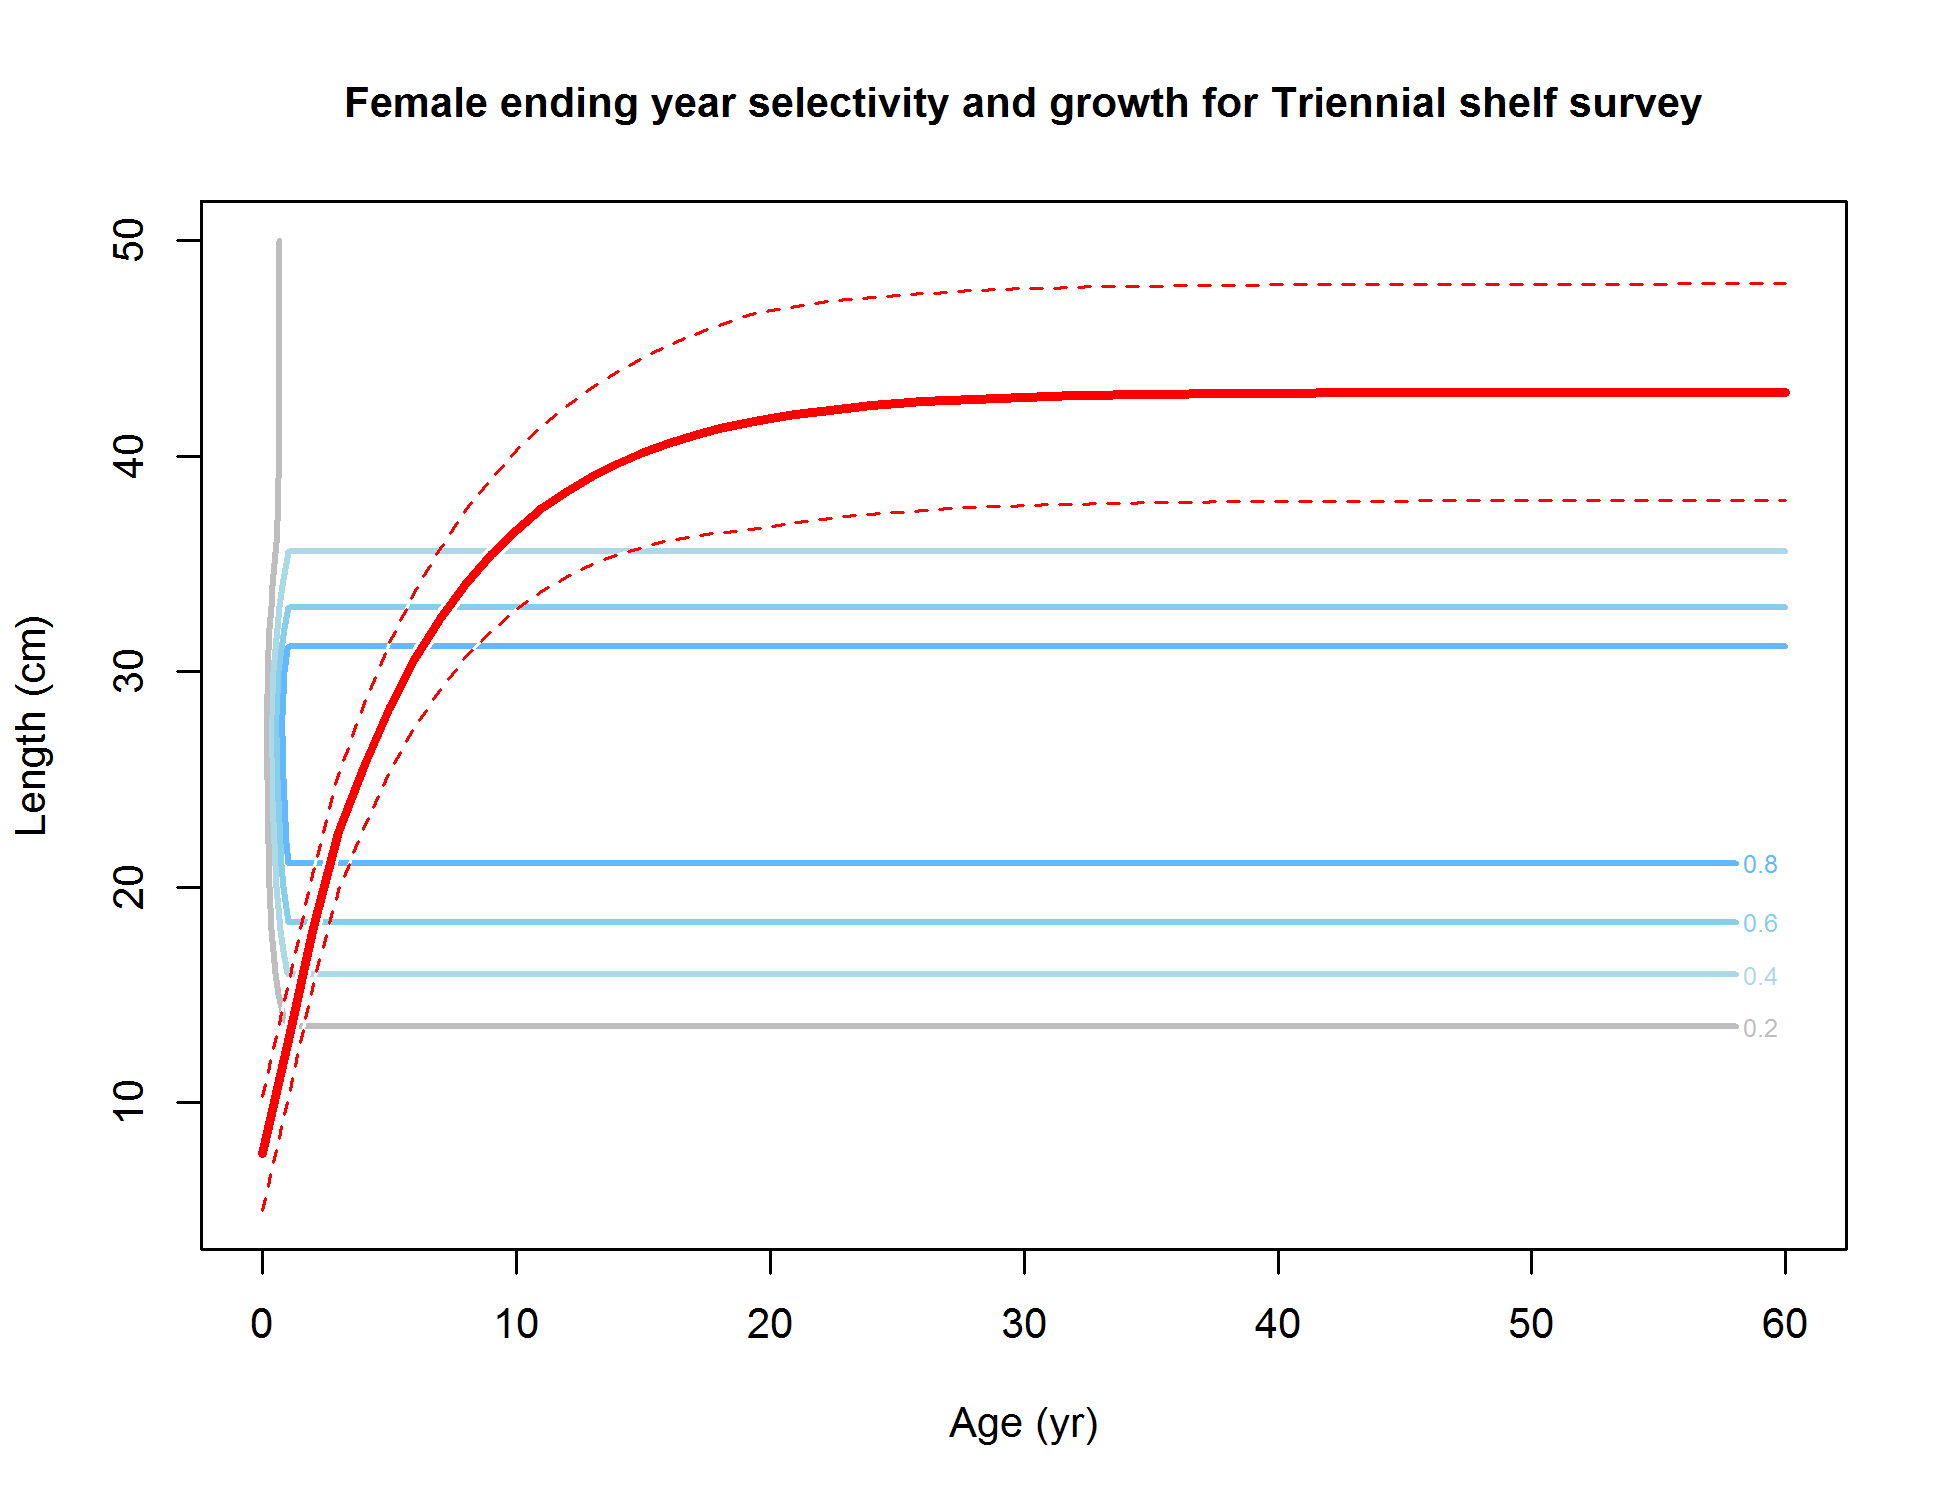 Female ending year selectivity and growth for Triennial shelf survey
50
40
30
20
10
Length (cm)
0.8
0.6
0.4
0.2
0 10 20 30 40 50 60
Age (yr)